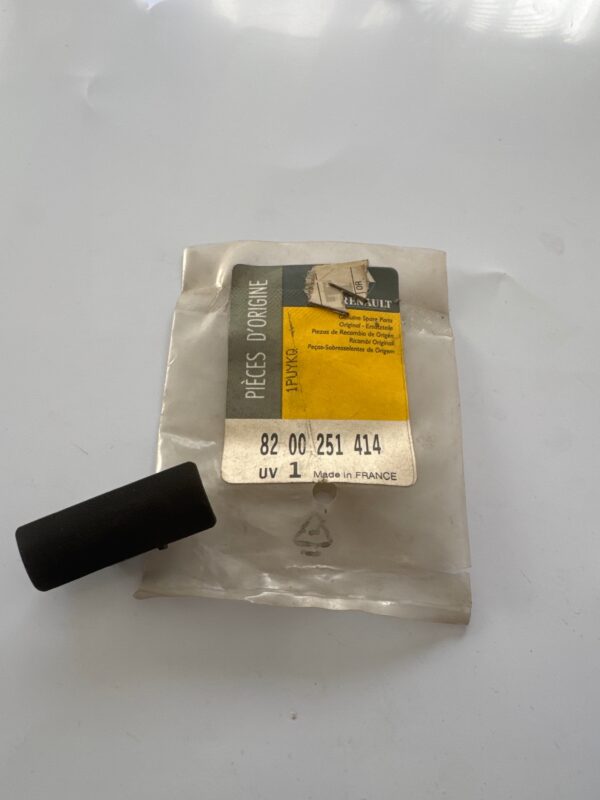 PIÈCES D'ORIGINE
1PUYKQ
RENAULT
Genuine Spare Parts
Original - Ersatzteile
Piezas de Recambio de Origen
Ricambi Originali
Peças-Sobresselentes de Origem
82 00 251 414
UV 1 Made in FRANCE